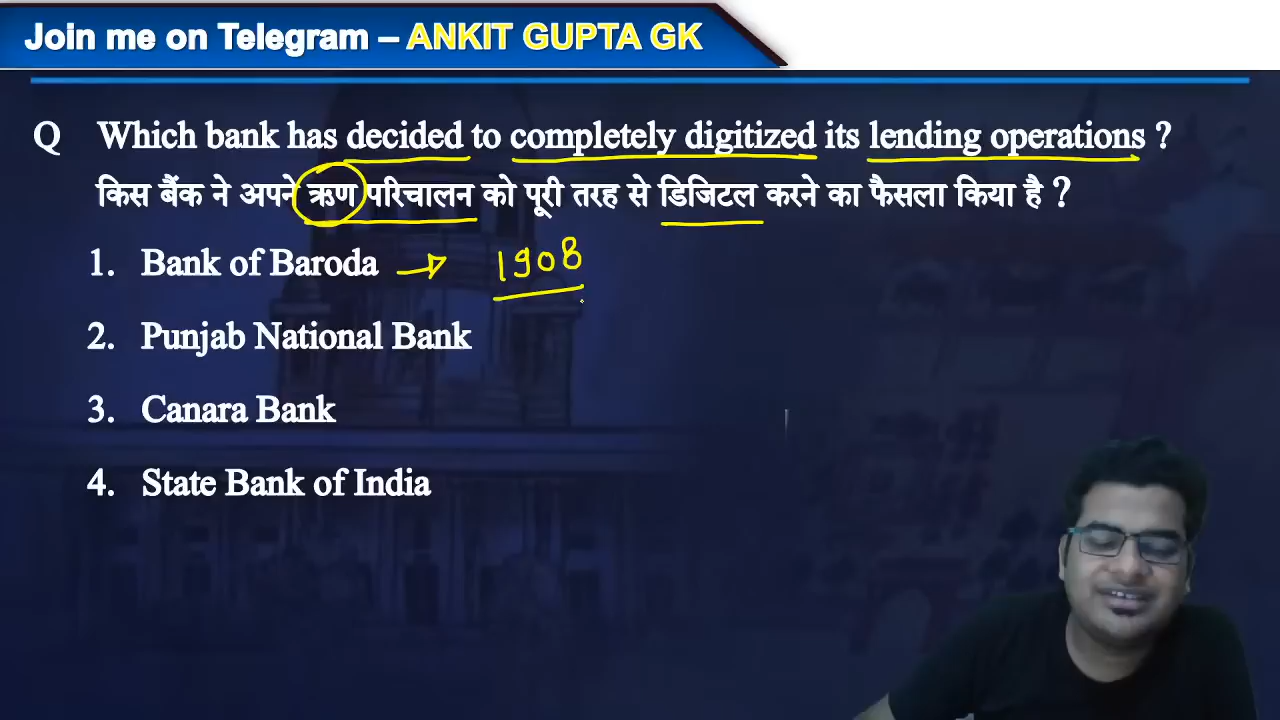 Join me on Telegram – ANKIT GUPTA GK
Q Which bank has decided to completely digitized its lending operations ?
किस बैंक ने अपने ऋण परिचालन को पूरी तरह से डिजिटल करने का फैसला किया है ?
1. Bank of Baroda → 1908
2. Punjab National Bank
3. Canara Bank
4. State Bank of India